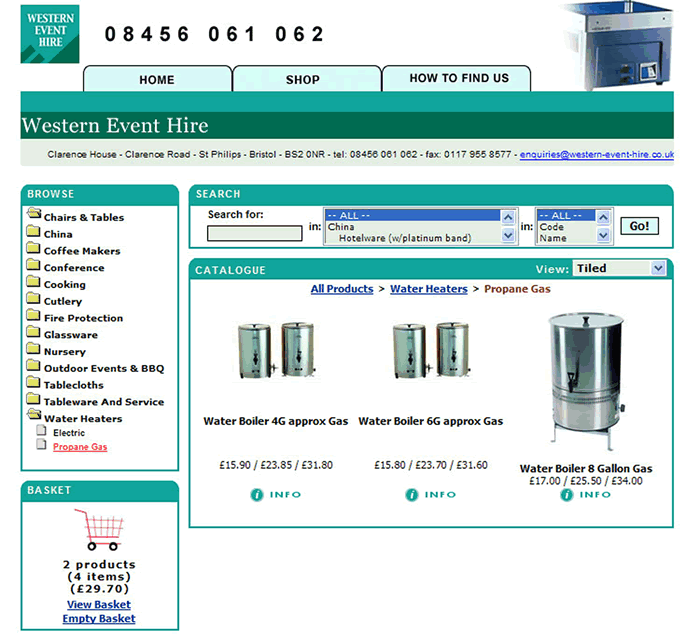 WESTERN
EVENT
HIRE
08456 061 062
HOME
SHOP
HOW TO FIND US
Western Event Hire
Clarence House - Clarence Road - St Philips - Bristol - BS2 0NR - tel: 08456 061 062 - fax: 0117 955 8577 - enquiries@western-event-hire.co.uk
BROWSE
Chairs & Tables
China
Coffee Makers
Conference
Cooking
Cutlery
Fire Protection
Glassware
Nursery
Outdoor Events & BBQ
Tablecloths
Tableware And Service
Water Heaters
Electric
Propane Gas
BASKET
2 products
(4 items)
(£29.70)
View Basket
Empty Basket
SEARCH
Search for:
in:
-- ALL --
China
Hotelware (w/platinum band)
in:
-- ALL --
Code
Name
Go!
CATALOGUE
View: Tiled
All Products > Water Heaters > Propane Gas
Water Boiler 4G approx Gas
£15.90 / £23.85 / £31.80
INFO
Water Boiler 6G approx Gas
£15.80 / £23.70 / £31.60
INFO
Water Boiler 8 Gallon Gas
£17.00 / £25.50 / £34.00
INFO